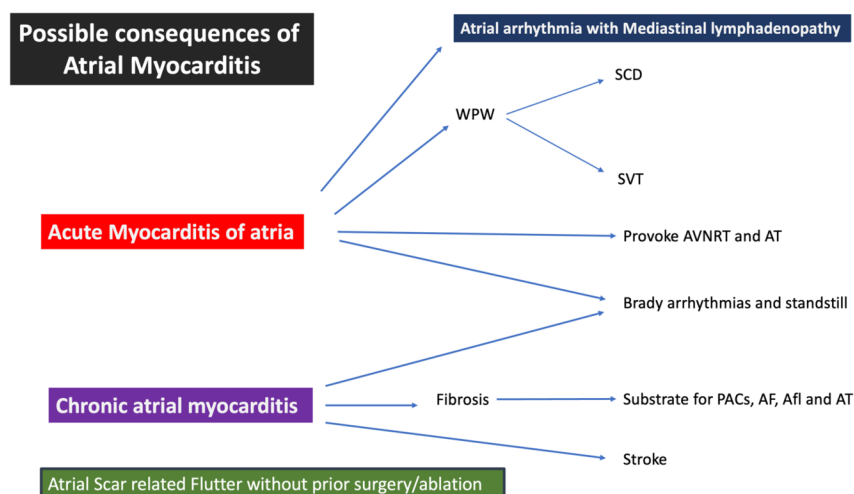 Possible consequences of
Atrial Myocarditis
Atrial arrhythmia with Mediastinal lymphadenopathy
SCD
WPW
SVT
Acute Myocarditis of atria
Provoke AVNRT and AT
Brady arrhythmias and standstill
Chronic atrial myocarditis
Fibrosis
Substrate for PACs, AF, Afl and AT
Stroke
Atrial Scar related Flutter without prior surgery/ablation